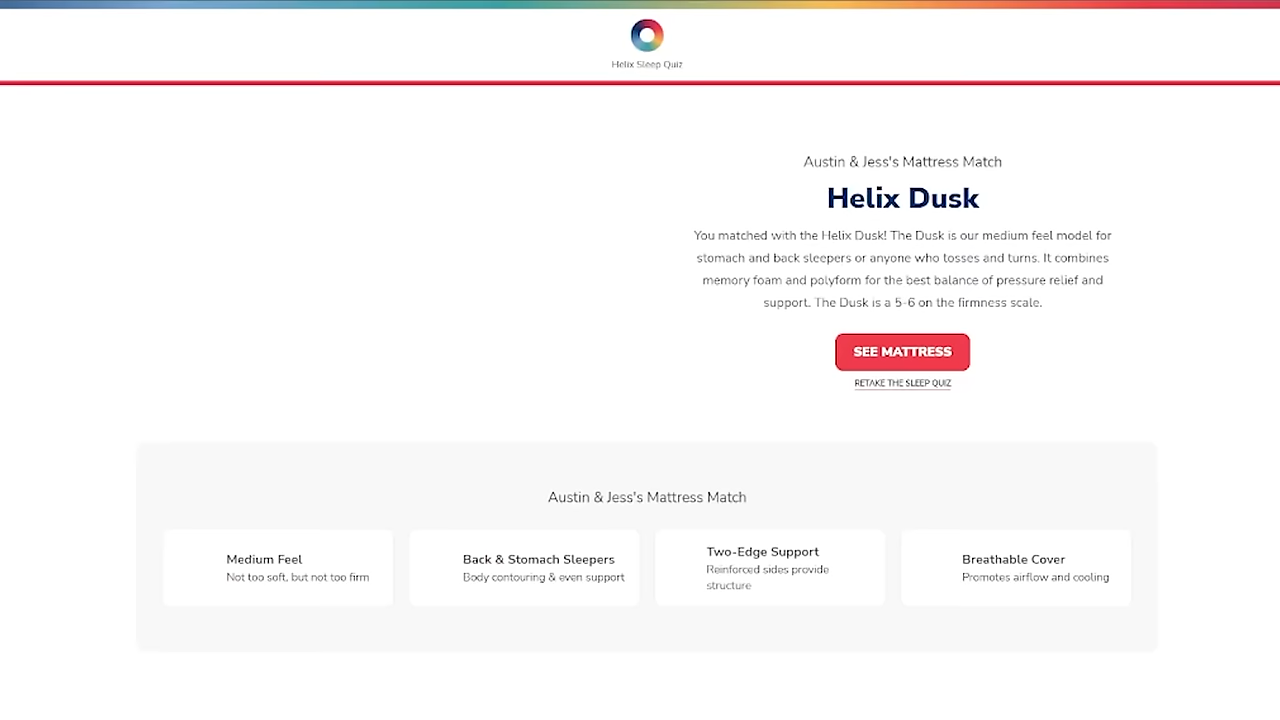 Helix Sleep Quiz
Austin & Jess's Mattress Match
Helix Dusk
You matched with the Helix Dusk! The Dusk is our medium feel model for
stomach and back sleepers or anyone who tosses and turns. It combines
memory foam and polyform for the best balance of pressure relief and
support. The Dusk is a 5-6 on the firmness scale.
SEE MATTRESS
RETAKE THE SLEEP QUIZ
Austin & Jess's Mattress Match
Medium Feel
Not too soft, but not too firm
Back & Stomach Sleepers
Body contouring & even support
Two-Edge Support
Reinforced sides provide
structure
Breathable Cover
Promotes airflow and cooling